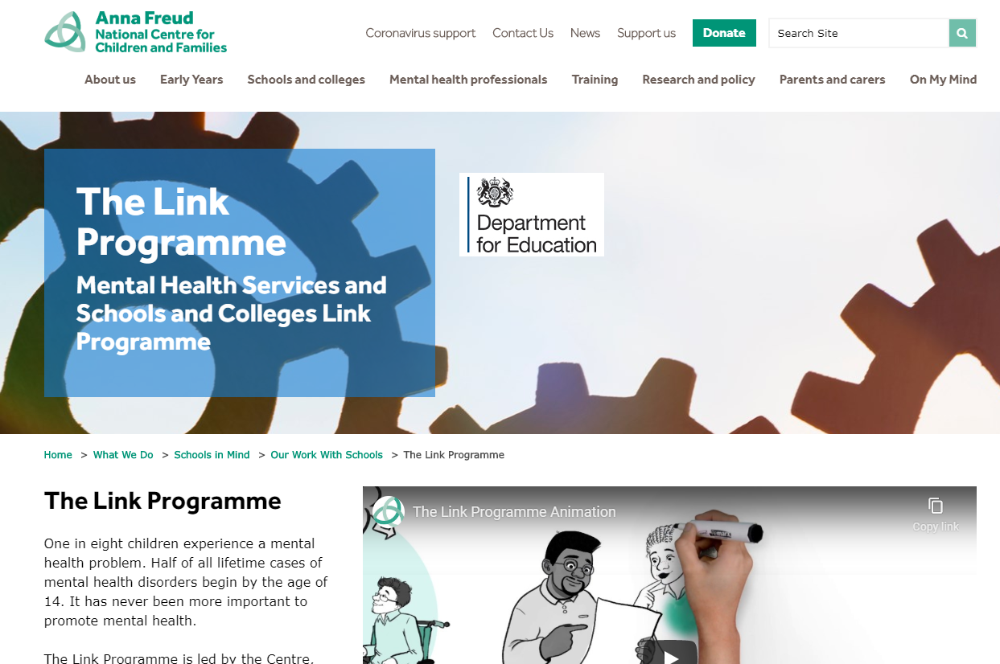 Anna Freud
National Centre for
Children and Families
Coronavirus support Contact Us News Support us Donate Search Site
About us Early Years Schools and colleges Mental health professionals Training Research and policy Parents and carers On My Mind
The Link
Programme
Mental Health Services and
Schools and Colleges Link
Programme
Department
for Education
Home > What We Do > Schools in Mind > Our Work With Schools > The Link Programme
The Link Programme
One in eight children experience a mental
health problem. Half of all lifetime cases of
mental health disorders begin by the age of
14. It has never been more important to
promote mental health.
The Link Programme is led by the Centre,
The Link Programme Animation
Copy link